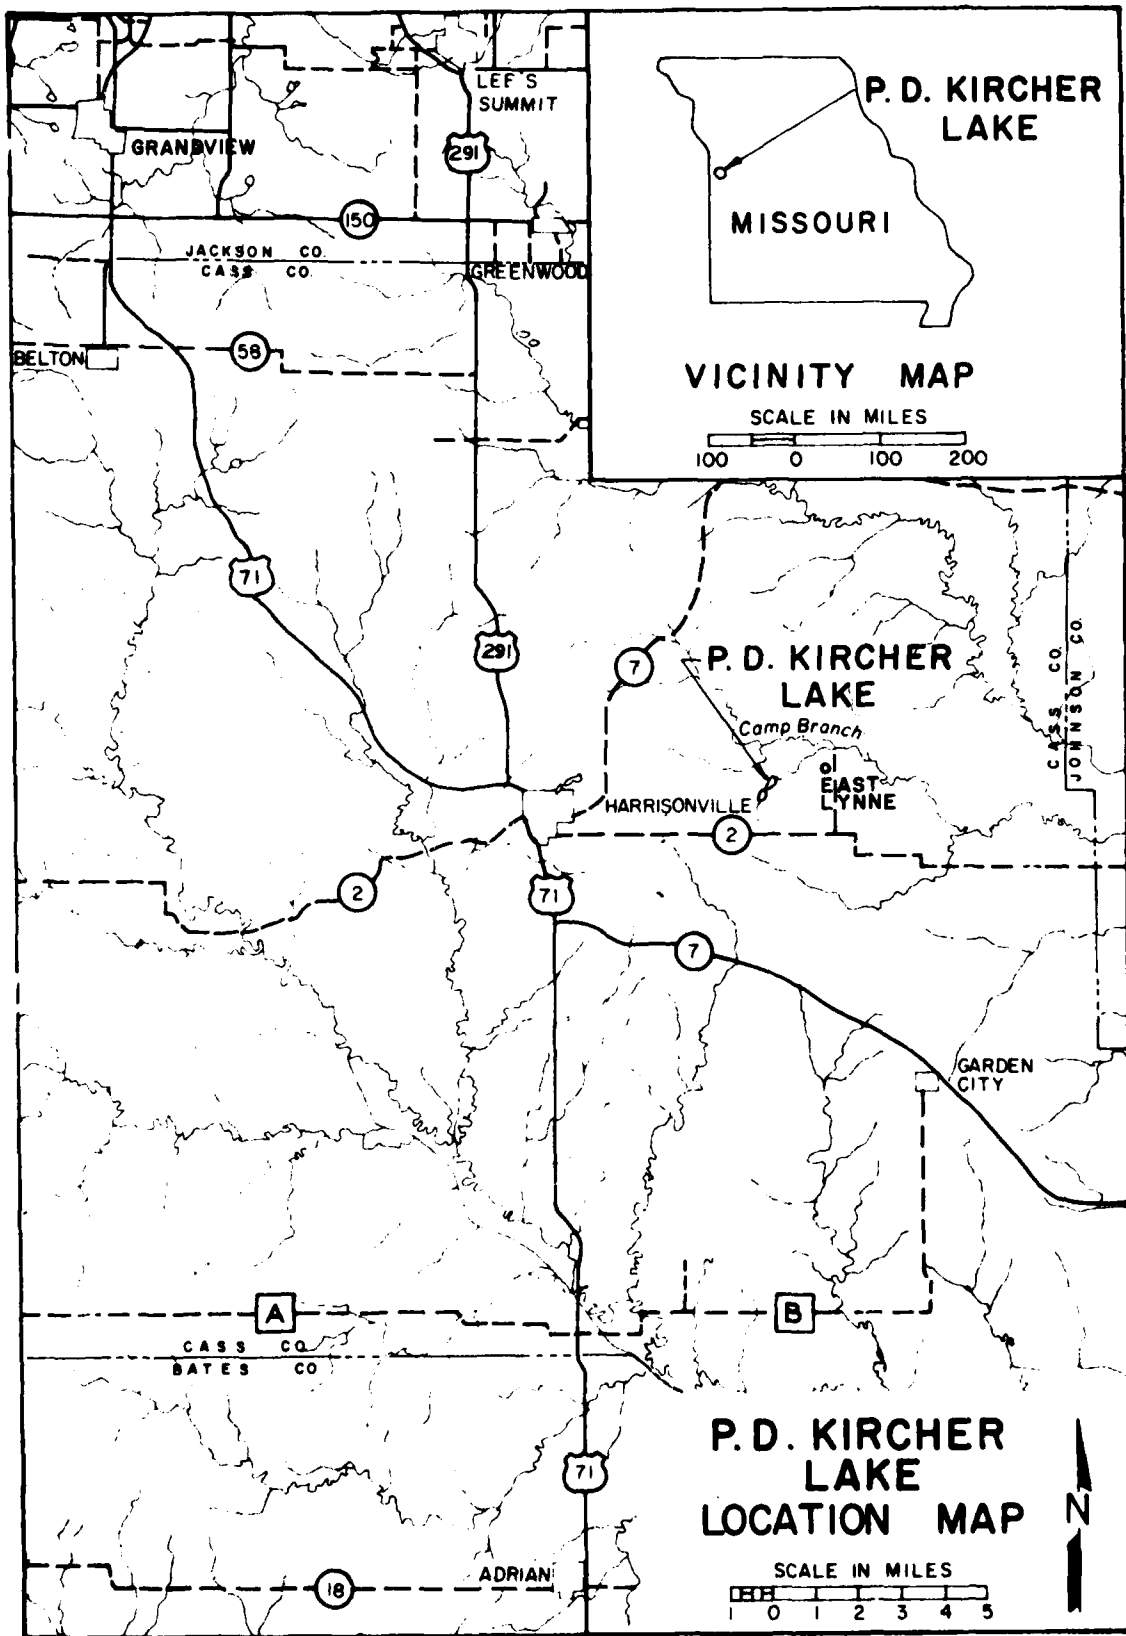 LEE'S
SUMMIT
GRANDVIEW
291
150
JACKSON CO.
CASS CO.
GREENWOOD
BELTON
58
P. D. KIRCHER
LAKE
MISSOURI
VICINITY MAP
SCALE IN MILES
100 0 100 200
71
291
7
P. D. KIRCHER
LAKE
Camp Branch
CASS CO.
JOHNSON CO.
EAST
LYNNE
HARRISONVILLE
2
2
71
7
GARDEN
CITY
A
B
CASS CO.
BATES CO
71
P. D. KIRCHER
LAKE
LOCATION MAP
N
SCALE IN MILES
1 0 1 2 3 4 5
ADRIAN
18